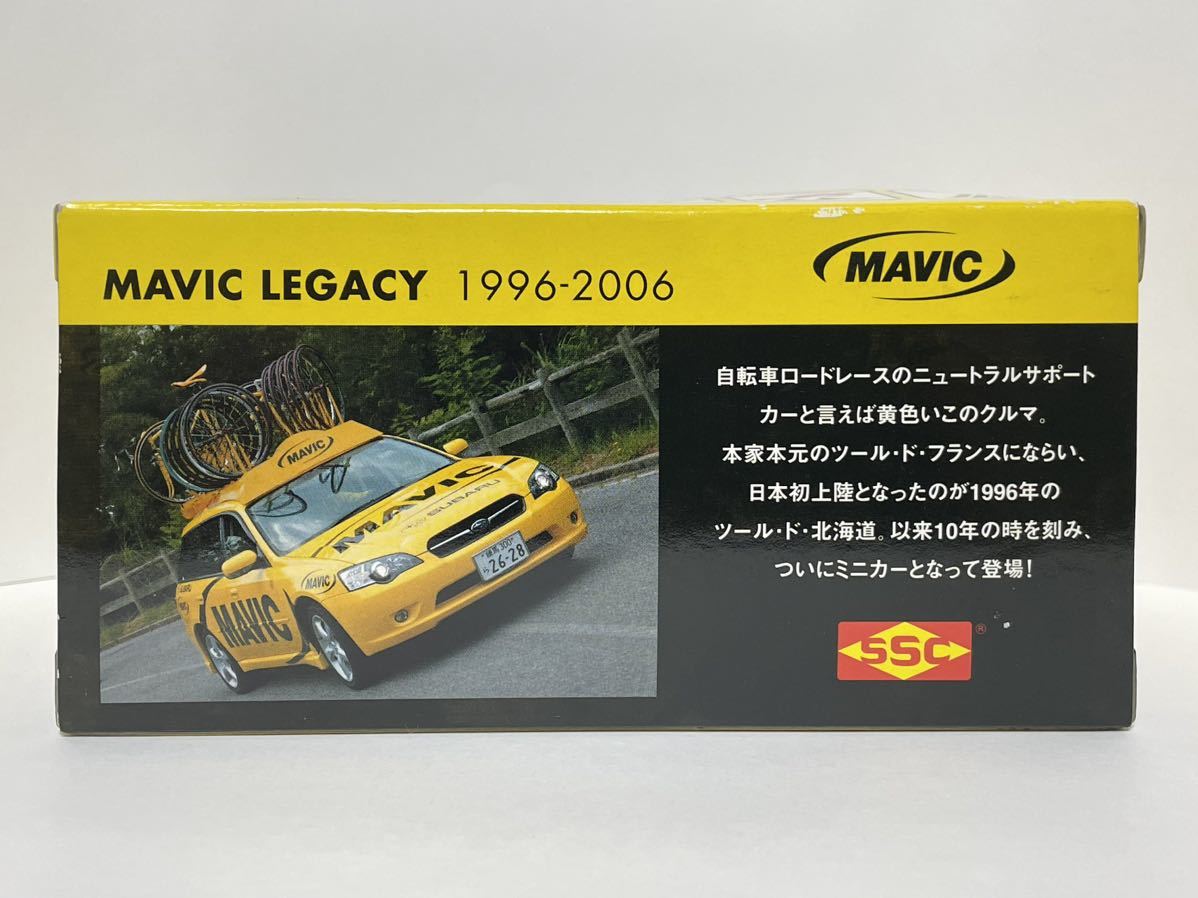 MAVIC LEGACY 1996-2006
MAVIC
自転車ロードレースのニュートラルサポート
カーと言えば黄色いこのクルマ。
本家本元のツール・ド・フランスにならい、
日本初上陸となったのが1996年の
ツール・ド・北海道。以来10年の時を刻み、
ついにミニカーとなって登場!
SSC®
MAVIC
MAVIC
SUBARU
練馬 300
ら 26-28
MAVIC
MAVIC